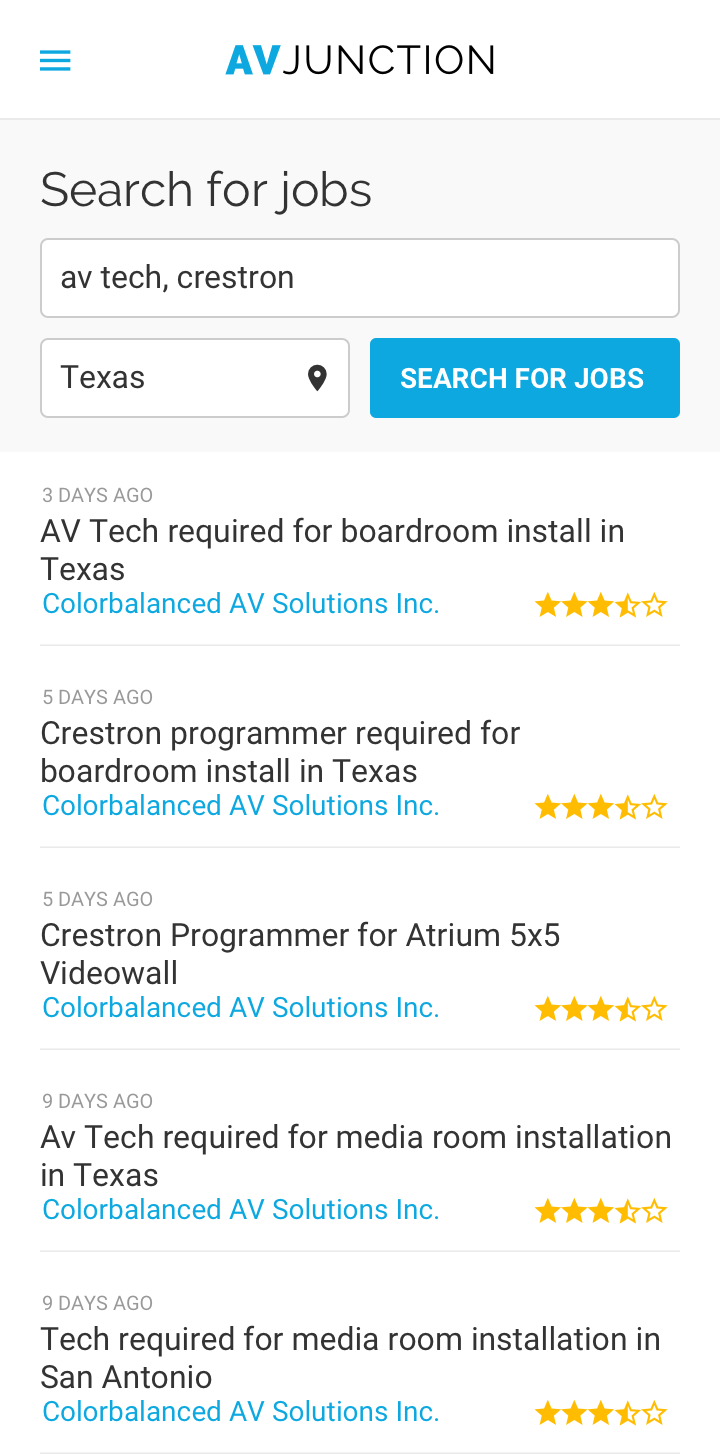 AVJUNCTION
Search for jobs
av tech, crestron
Texas
SEARCH FOR JOBS
3 DAYS AGO
AV Tech required for boardroom install in
Texas
Colorbalanced AV Solutions Inc.
5 DAYS AGO
Crestron programmer required for
boardroom install in Texas
Colorbalanced AV Solutions Inc.
5 DAYS AGO
Crestron Programmer for Atrium 5x5
Videowall
Colorbalanced AV Solutions Inc.
9 DAYS AGO
Av Tech required for media room installation
in Texas
Colorbalanced AV Solutions Inc.
9 DAYS AGO
Tech required for media room installation in
San Antonio
Colorbalanced AV Solutions Inc.